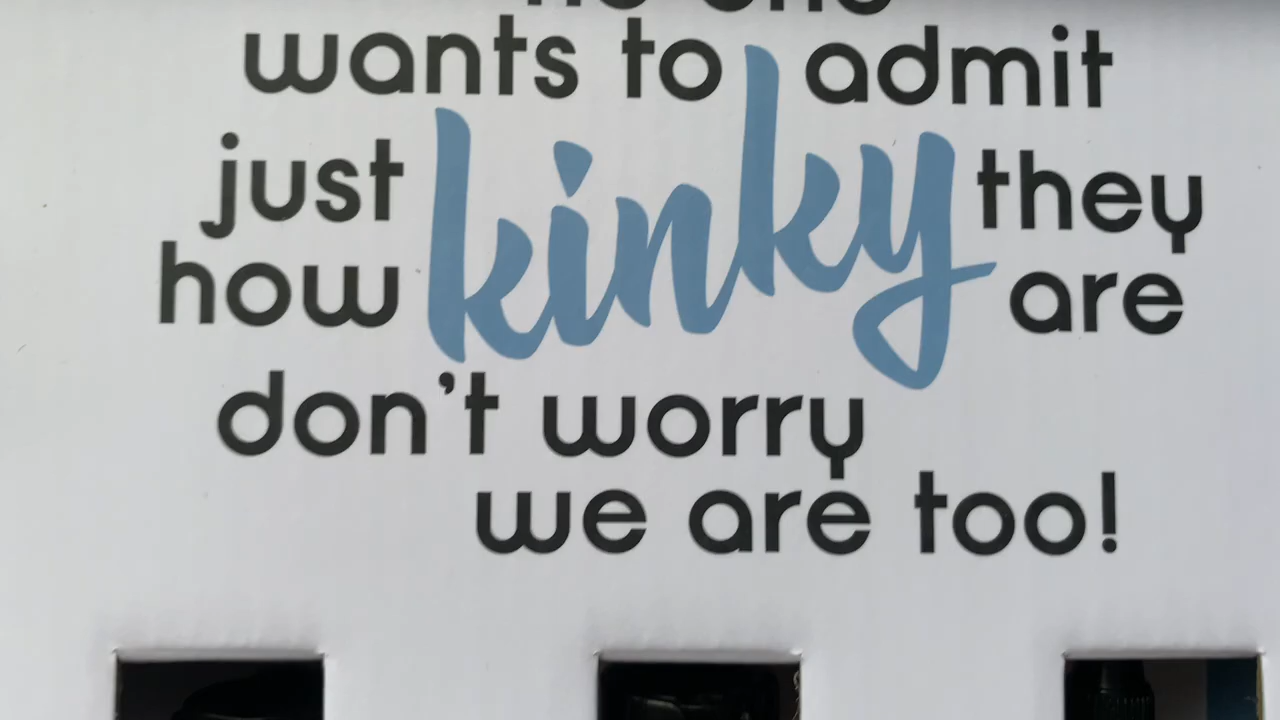 wants to admit
just kinky they
how are
don't worry
we are too!